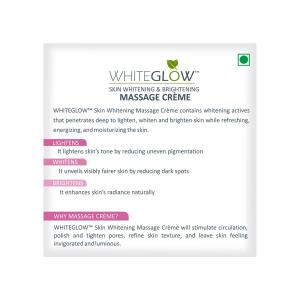 WHITEGLOW™
SKIN WHITENING & BRIGHTENING
MASSAGE CRÈME
WHITEGLOW™ Skin Whitening Massage Crème contains whitening actives
that penetrates deep to lighten, whiten and brighten skin while refreshing,
energizing, and moisturizing the skin.
LIGHTENS
It lightens skin's tone by reducing uneven pigmentation
WHITENS
It unveils visibly fairer skin by reducing dark spots
BRIGHTENS
It enhances skin's radiance naturally
WHY MASSAGE CRÈME?
WHITEGLOW™ Skin Whitening Massage Crème will stimulate circulation,
polish and tighten pores, refine skin texture, and leave skin feeling
invigorated and luminous.